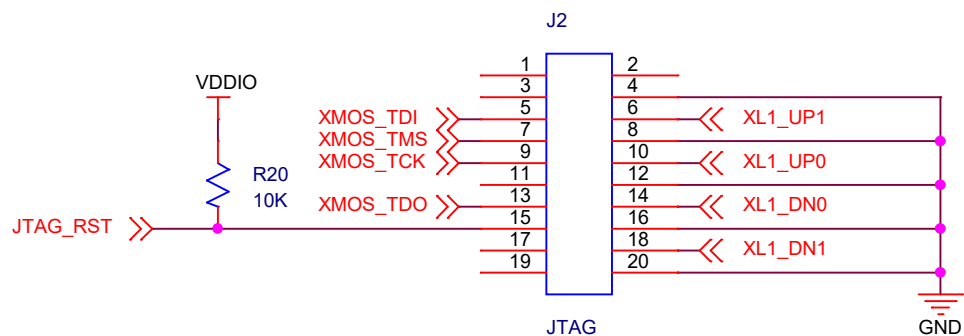 J2
1 2
VDDIO 3 4
XMOS_TDI 5 6 XL1_UP1
XMOS_TMS 7 8
XMOS_TCK 9 10 XL1_UP0
R20 11 12
10K XMOS_TDO 13 14 XL1_DN0
JTAG_RST 15 16
17 18 XL1_DN1
19 20
JTAG GND